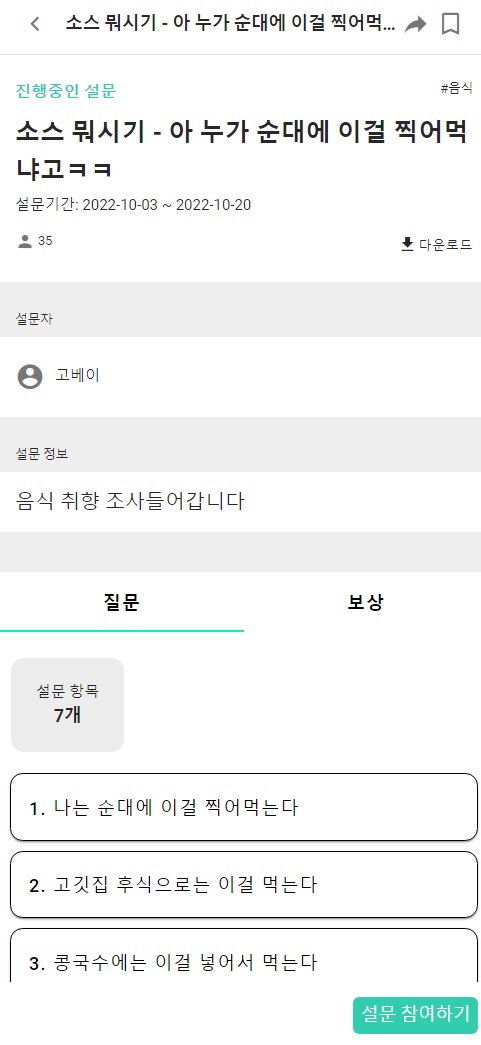 소스 뭐시기 - 아 누가 순대에 이걸 찍어먹...
진행중인 설문
#음식
소스 뭐시기 - 아 누가 순대에 이걸 찍어먹
냐고ㅋㅋ
설문기간: 2022-10-03 ~ 2022-10-20
35
다운로드
설문자
고베이
설문 정보
음식 취향 조사들어갑니다
질문
보상
설문 항목
7개
1. 나는 순대에 이걸 찍어먹는다
2. 고깃집 후식으로는 이걸 먹는다
3. 콩국수에는 이걸 넣어서 먹는다
설문 참여하기